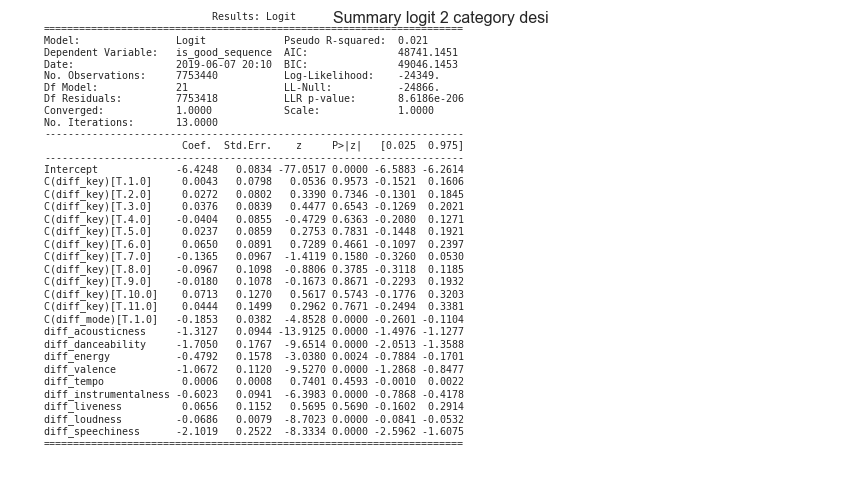 Results: Logit
Summary logit 2 category desi
=====================================================================
Model: Logit Pseudo R-squared: 0.021
Dependent Variable: is_good_sequence AIC: 48741.1451
Date: 2019-06-07 20:10 BIC: 49046.1453
No. Observations: 7753440 Log-Likelihood: -24349.
Df Model: 21 LL-Null: -24866.
Df Residuals: 7753418 LLR p-value: 8.6186e-206
Converged: 1.0000 Scale: 1.0000
No. Iterations: 13.0000
---------------------------------------------------------------------
Coef. Std.Err. z P>|z| [0.025 0.975]
---------------------------------------------------------------------
Intercept -6.4248 0.0834 -77.0517 0.0000 -6.5883 -6.2614
C(diff_key)[T.1.0] 0.0043 0.0798 0.0536 0.9573 -0.1521 0.1606
C(diff_key)[T.2.0] 0.0272 0.0802 0.3390 0.7346 -0.1301 0.1845
C(diff_key)[T.3.0] 0.0376 0.0839 0.4477 0.6543 -0.1269 0.2021
C(diff_key)[T.4.0] -0.0404 0.0855 -0.4729 0.6363 -0.2080 0.1271
C(diff_key)[T.5.0] 0.0237 0.0859 0.2753 0.7831 -0.1448 0.1921
C(diff_key)[T.6.0] 0.0650 0.0891 0.7289 0.4661 -0.1097 0.2397
C(diff_key)[T.7.0] -0.1365 0.0967 -1.4119 0.1580 -0.3260 0.0530
C(diff_key)[T.8.0] -0.0967 0.1098 -0.8806 0.3785 -0.3118 0.1185
C(diff_key)[T.9.0] -0.0180 0.1078 -0.1673 0.8671 -0.2293 0.1932
C(diff_key)[T.10.0] 0.0713 0.1270 0.5617 0.5743 -0.1776 0.3203
C(diff_key)[T.11.0] 0.0444 0.1499 0.2962 0.7671 -0.2494 0.3381
C(diff_mode)[T.1.0] -0.1853 0.0382 -4.8528 0.0000 -0.2601 -0.1104
diff_acousticness -1.3127 0.0944 -13.9125 0.0000 -1.4976 -1.1277
diff_danceability -1.7050 0.1767 -9.6514 0.0000 -2.0513 -1.3588
diff_energy -0.4792 0.1578 -3.0380 0.0024 -0.7884 -0.1701
diff_valence -1.0672 0.1120 -9.5270 0.0000 -1.2868 -0.8477
diff_tempo 0.0006 0.0008 0.7401 0.4593 -0.0010 0.0022
diff_instrumentalness -0.6023 0.0941 -6.3983 0.0000 -0.7868 -0.4178
diff_liveness 0.0656 0.1152 0.5695 0.5690 -0.1602 0.2914
diff_loudness -0.0686 0.0079 -8.7023 0.0000 -0.0841 -0.0532
diff_speechiness -2.1019 0.2522 -8.3334 0.0000 -2.5962 -1.6075
=====================================================================